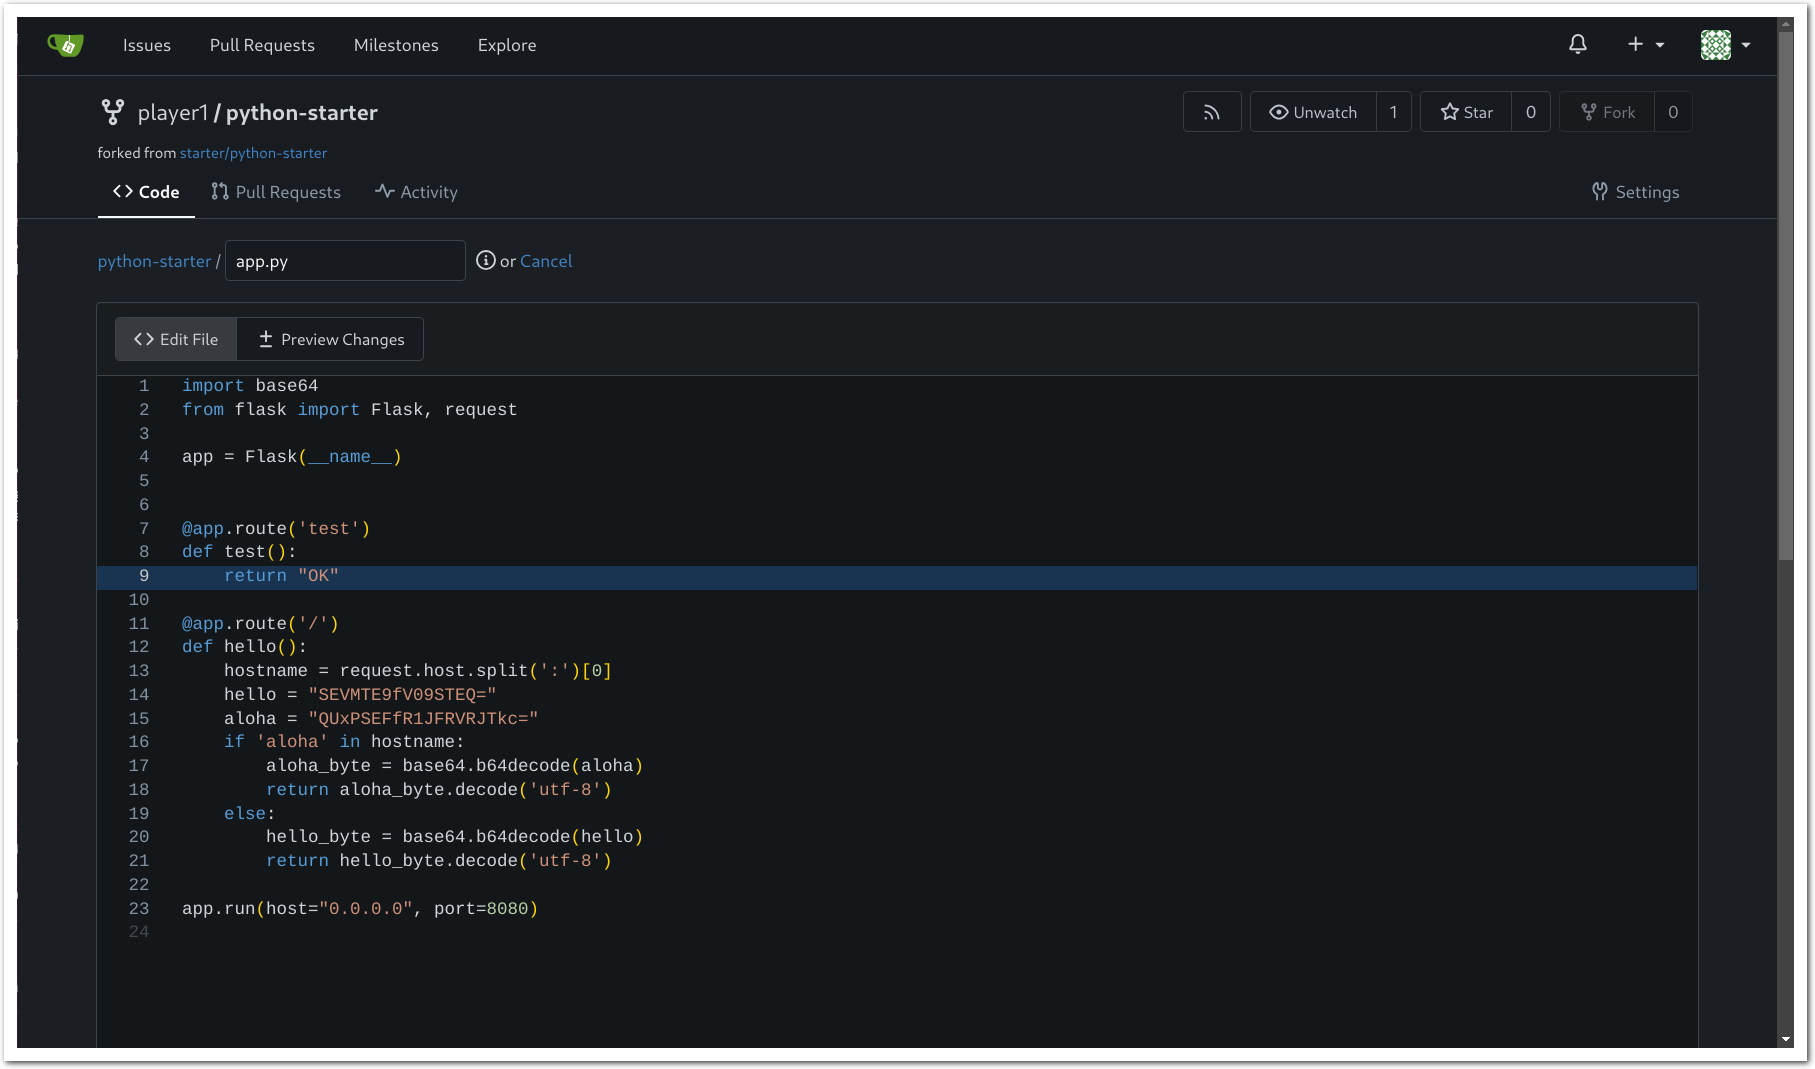 Issues Pull Requests Milestones Explore
player1 / python-starter
Unwatch 1 Star 0 Fork 0
forked from starter/python-starter
Code Pull Requests Activity Settings
python-starter / app.py or Cancel
Edit File Preview Changes
1 import base64
2 from flask import Flask, request
3
4 app = Flask(__name__)
5
6
7 @app.route('test')
8 def test():
9     return "OK"
10
11 @app.route('/')
12 def hello():
13     hostname = request.host.split(':')[0]
14     hello = "SEVMTE9fV09STEQ="
15     aloha = "QUxPSEFfR1JFRVRJTkc="
16     if 'aloha' in hostname:
17         aloha_byte = base64.b64decode(aloha)
18         return aloha_byte.decode('utf-8')
19     else:
20         hello_byte = base64.b64decode(hello)
21         return hello_byte.decode('utf-8')
22
23 app.run(host="0.0.0.0", port=8080)
24